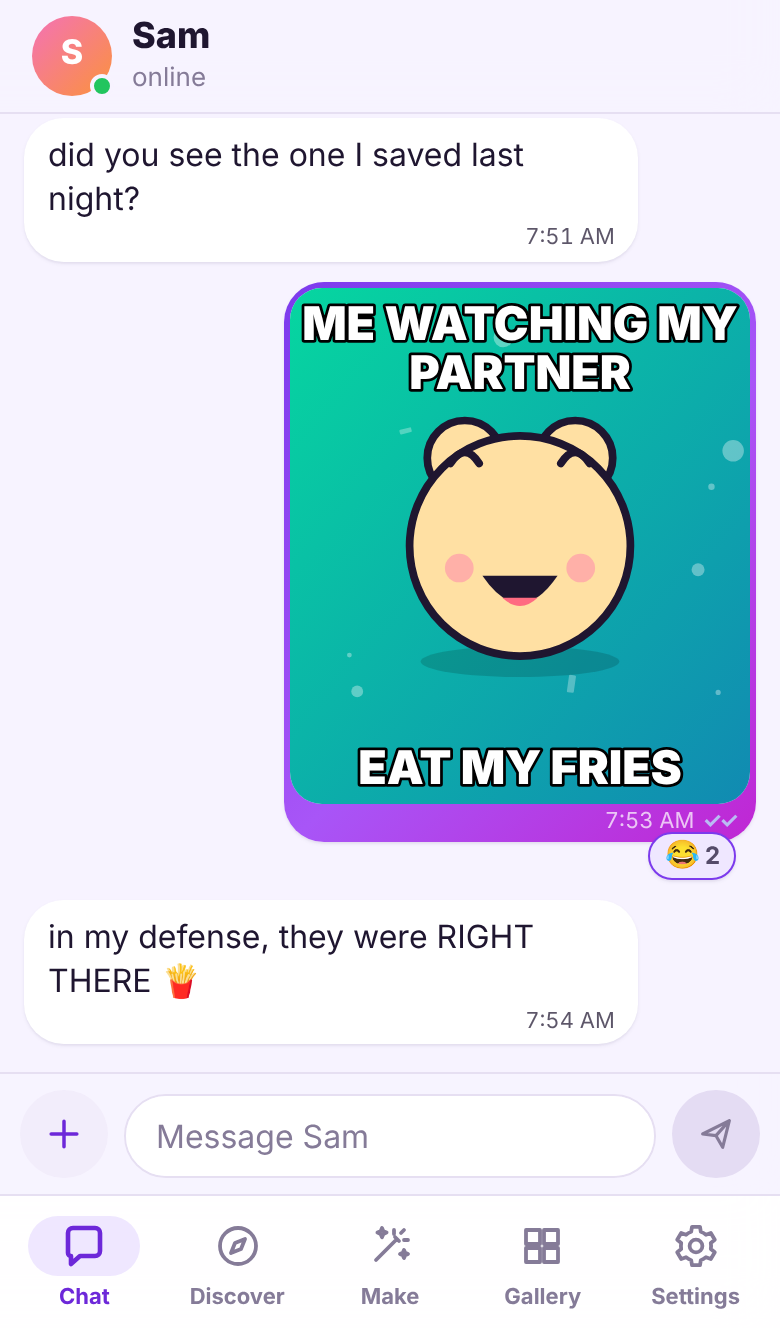 S
Sam
online
did you see the one I saved last
night?
7:51 AM
ME WATCHING MY
PARTNER
EAT MY FRIES
7:53 AM
😂 2
in my defense, they were RIGHT
THERE 🍟
7:54 AM
Message Sam
Chat
Discover
Make
Gallery
Settings